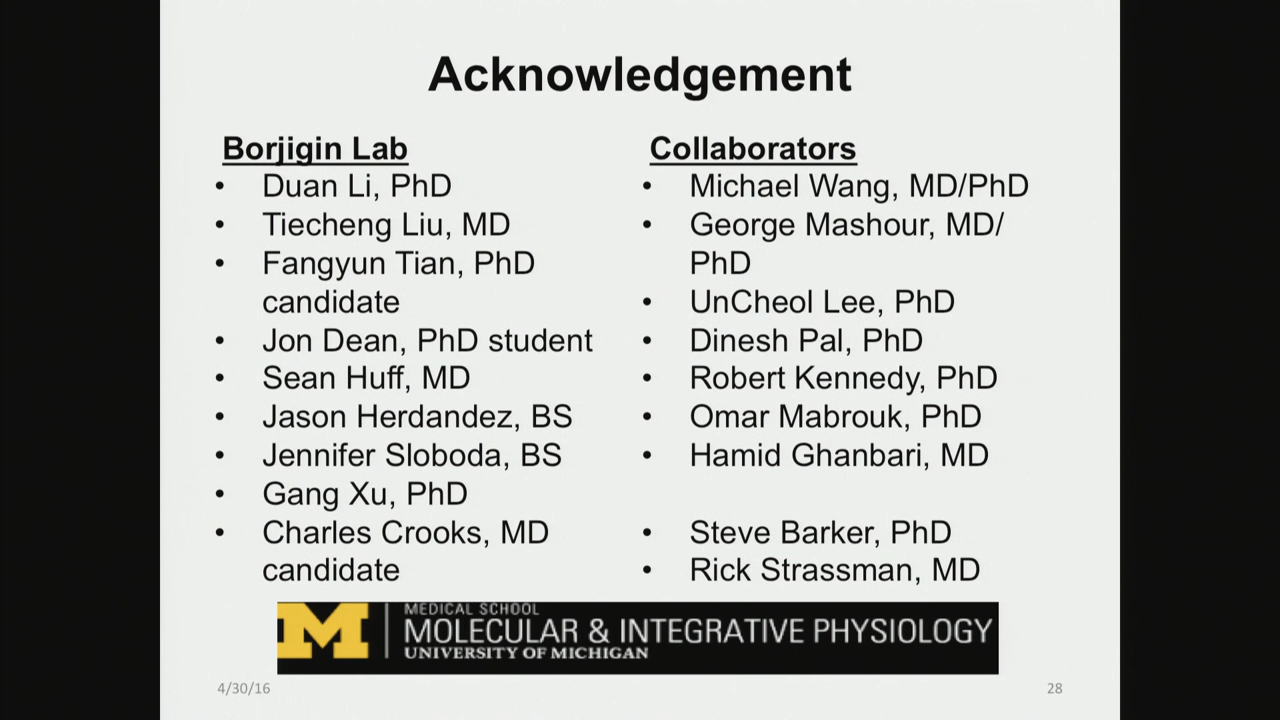 Acknowledgement
Borjigin Lab
• Duan Li, PhD
• Tiecheng Liu, MD
• Fangyun Tian, PhD
candidate
• Jon Dean, PhD student
• Sean Huff, MD
• Jason Herdandez, BS
• Jennifer Sloboda, BS
• Gang Xu, PhD
• Charles Crooks, MD
candidate
Collaborators
• Michael Wang, MD/PhD
• George Mashour, MD/
PhD
• UnCheol Lee, PhD
• Dinesh Pal, PhD
• Robert Kennedy, PhD
• Omar Mabrouk, PhD
• Hamid Ghanbari, MD
• Steve Barker, PhD
• Rick Strassman, MD
M
MEDICAL SCHOOL
MOLECULAR & INTEGRATIVE PHYSIOLOGY
UNIVERSITY OF MICHIGAN
4/30/16
28